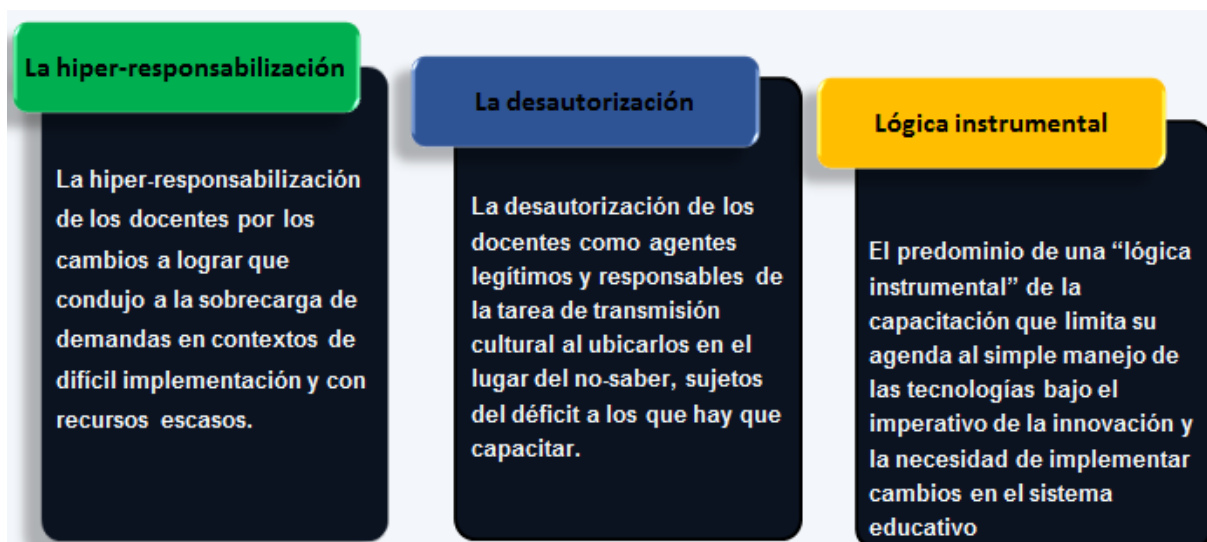 La hiper-responsabilización
La hiper-responsabilización
de los docentes por los
cambios a lograr que
condujo a la sobrecarga de
demandas en contextos de
difícil implementación y con
recursos escasos.
La desautorización
La desautorización de los
docentes como agentes
legítimos y responsables de
la tarea de transmisión
cultural al ubicarlos en el
lugar del no-saber, sujetos
del déficit a los que hay que
capacitar.
Lógica instrumental
El predominio de una “lógica
instrumental” de la
capacitación que limita su
agenda al simple manejo de
las tecnologías bajo el
imperativo de la innovación y
la necesidad de implementar
cambios en el sistema
educativo